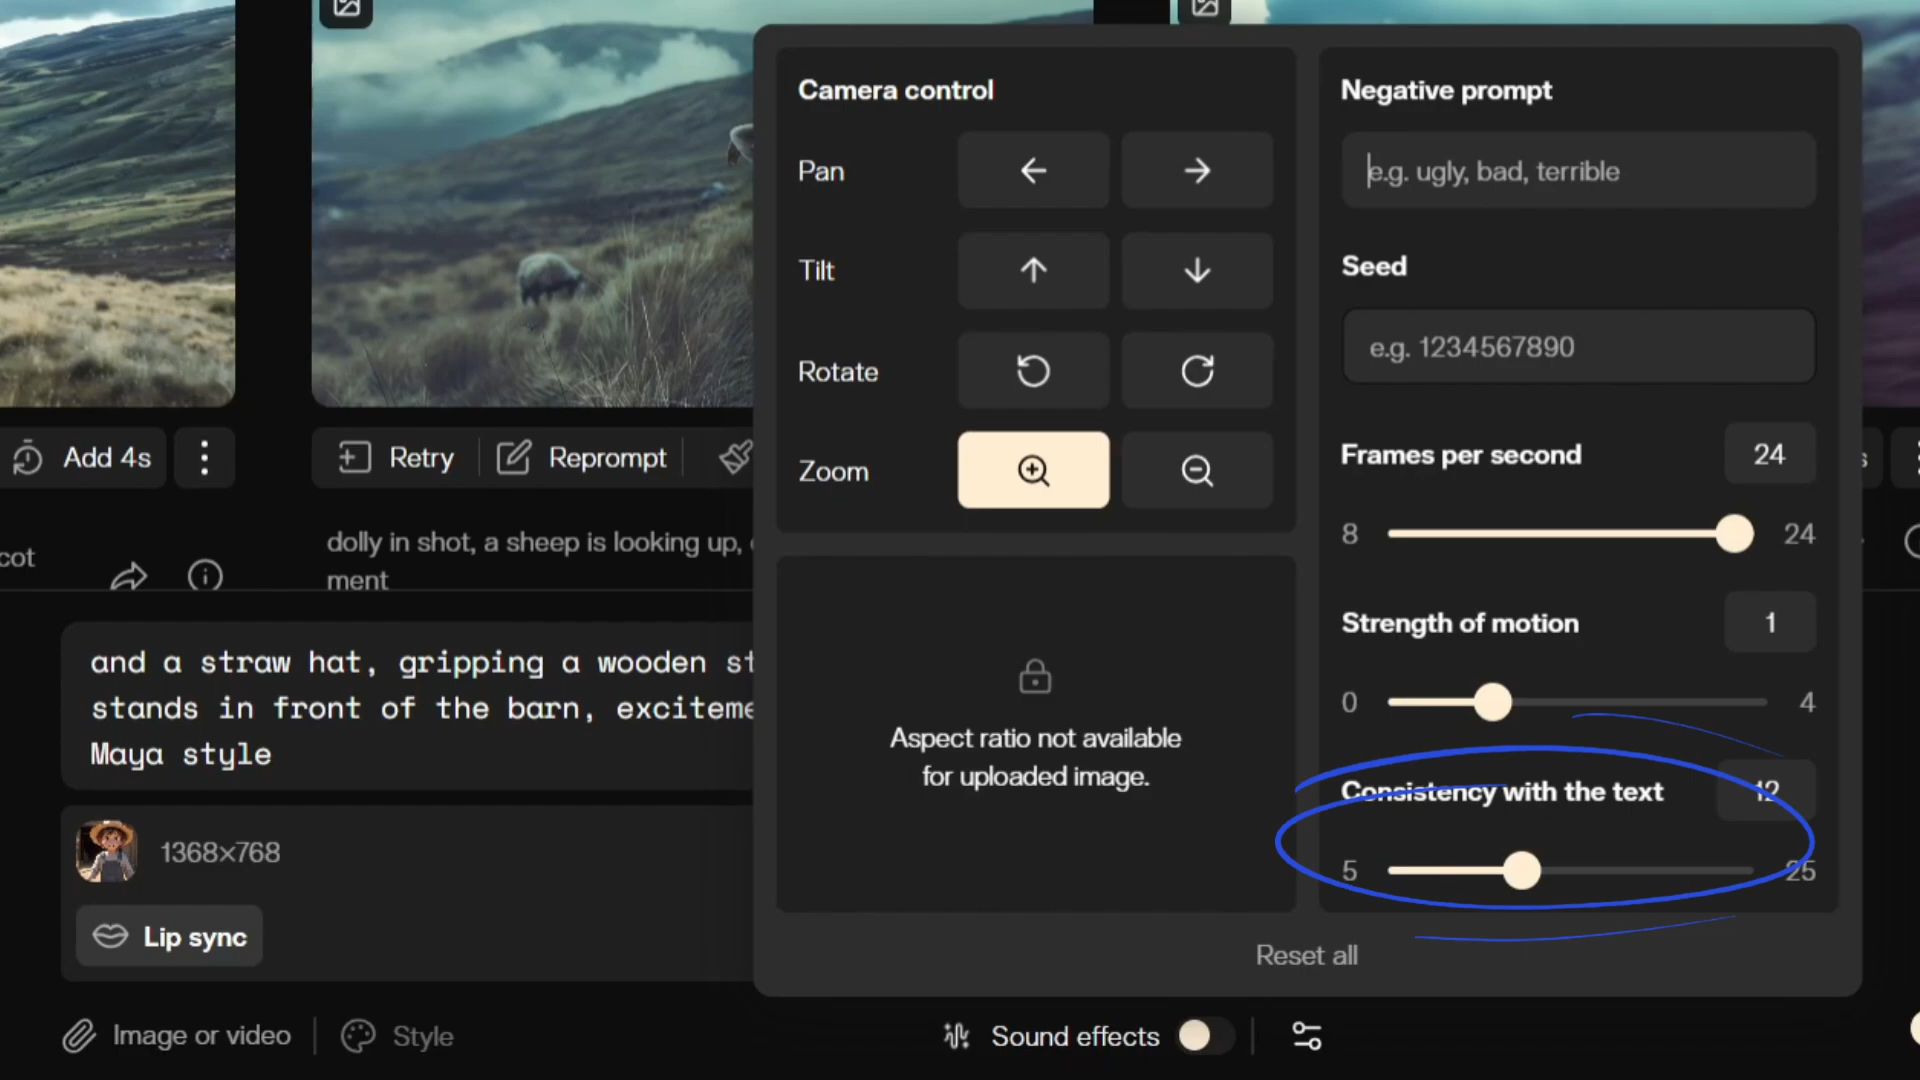 Camera control
Pan
Tilt
Rotate
Zoom
Aspect ratio not available
for uploaded image.
Negative prompt
e.g. ugly, bad, terrible
Seed
e.g. 1234567890
Frames per second 24
8 24
Strength of motion 1
0 4
Consistency with the text 12
5 25
Reset all
Add 4s
Retry
Reprompt
cot
dolly in shot, a sheep is looking up,
ment
and a straw hat, gripping a wooden st
stands in front of the barn, exciteme
Maya style
1368×768
Lip sync
Image or video
Style
Sound effects